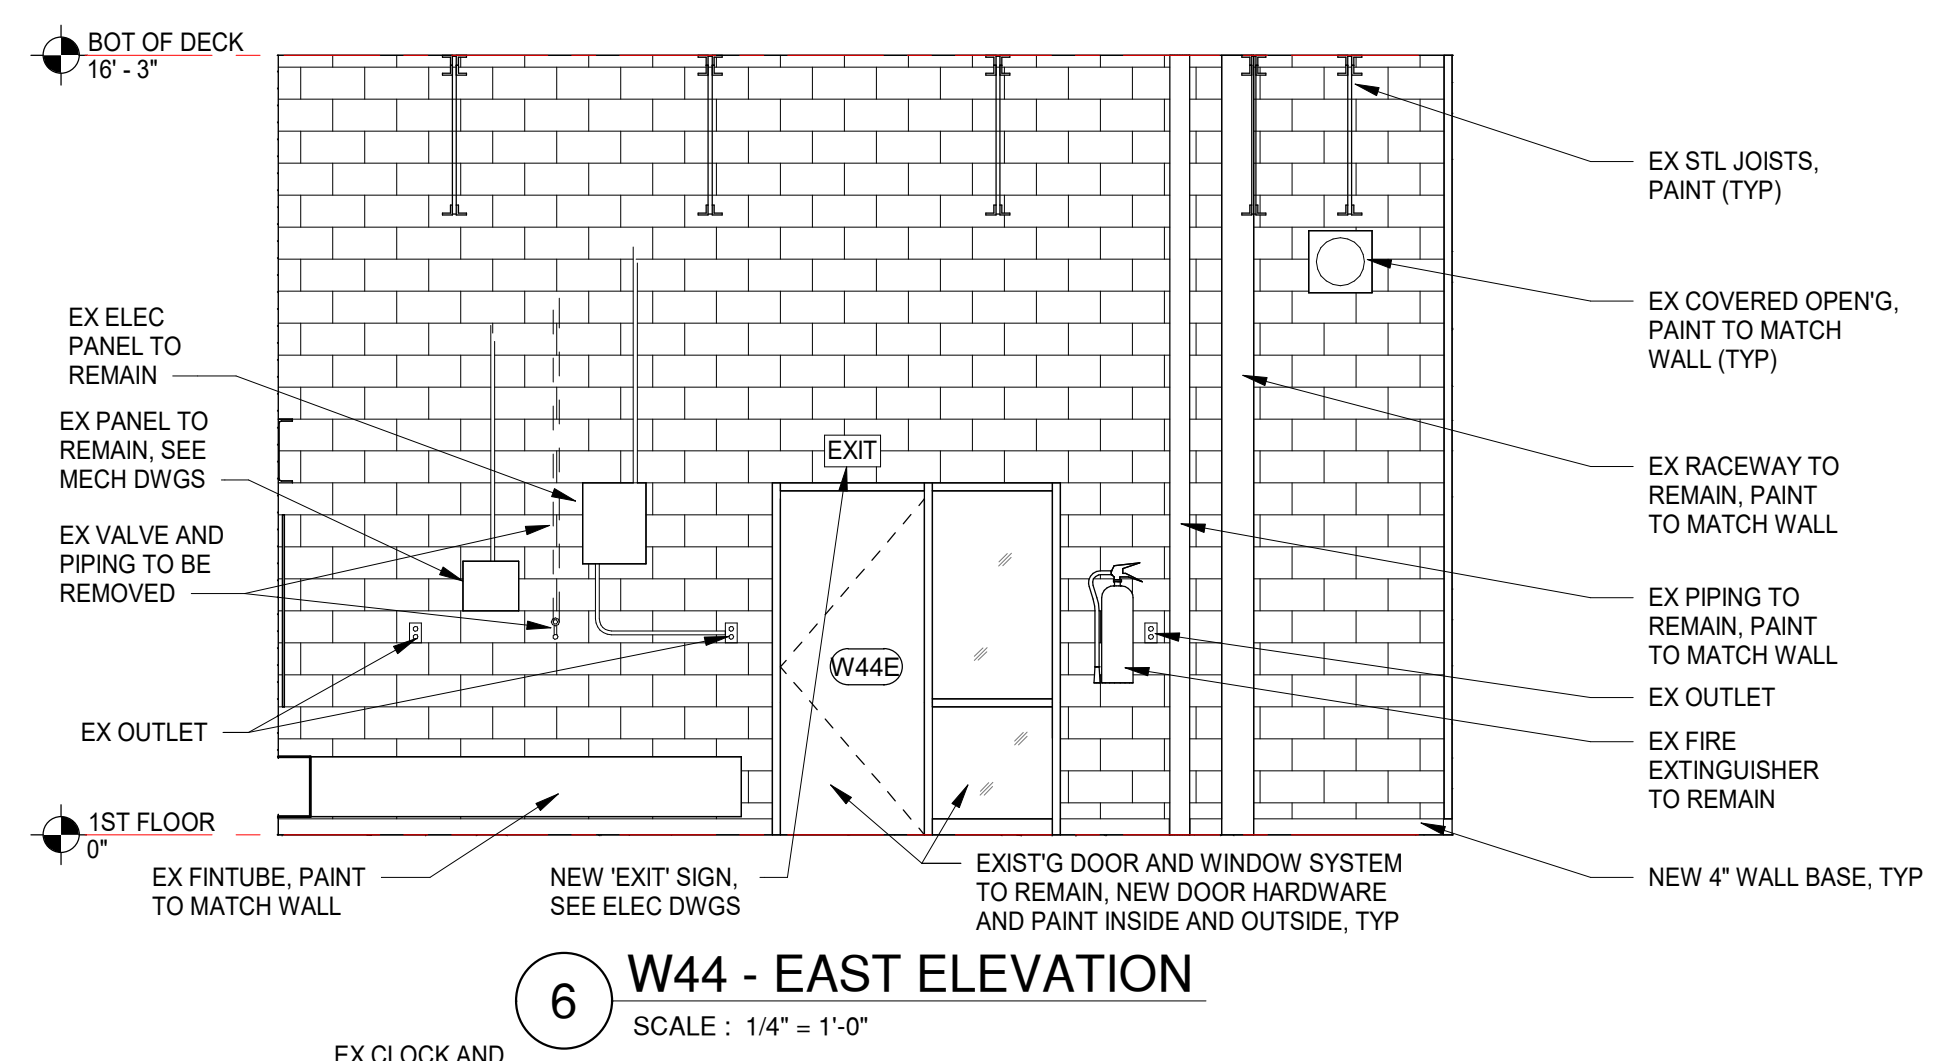 BOT OF DECK
16' - 3"
EX STL JOISTS,
PAINT (TYP)
EX COVERED OPEN'G,
PAINT TO MATCH
WALL (TYP)
EX ELEC
PANEL TO
REMAIN
EX PANEL TO
REMAIN, SEE
MECH DWGS
EX VALVE AND
PIPING TO BE
REMOVED
EX OUTLET
EXIT
W44E
EX RACEWAY TO
REMAIN, PAINT
TO MATCH WALL
EX PIPING TO
REMAIN, PAINT
TO MATCH WALL
EX OUTLET
EX FIRE
EXTINGUISHER
TO REMAIN
1ST FLOOR
0"
EX FINTUBE, PAINT
TO MATCH WALL
NEW 'EXIT' SIGN,
SEE ELEC DWGS
EXIST'G DOOR AND WINDOW SYSTEM
TO REMAIN, NEW DOOR HARDWARE
AND PAINT INSIDE AND OUTSIDE, TYP
NEW 4" WALL BASE, TYP
6
W44 - EAST ELEVATION
SCALE : 1/4" = 1'-0"
EX CLOCK AND